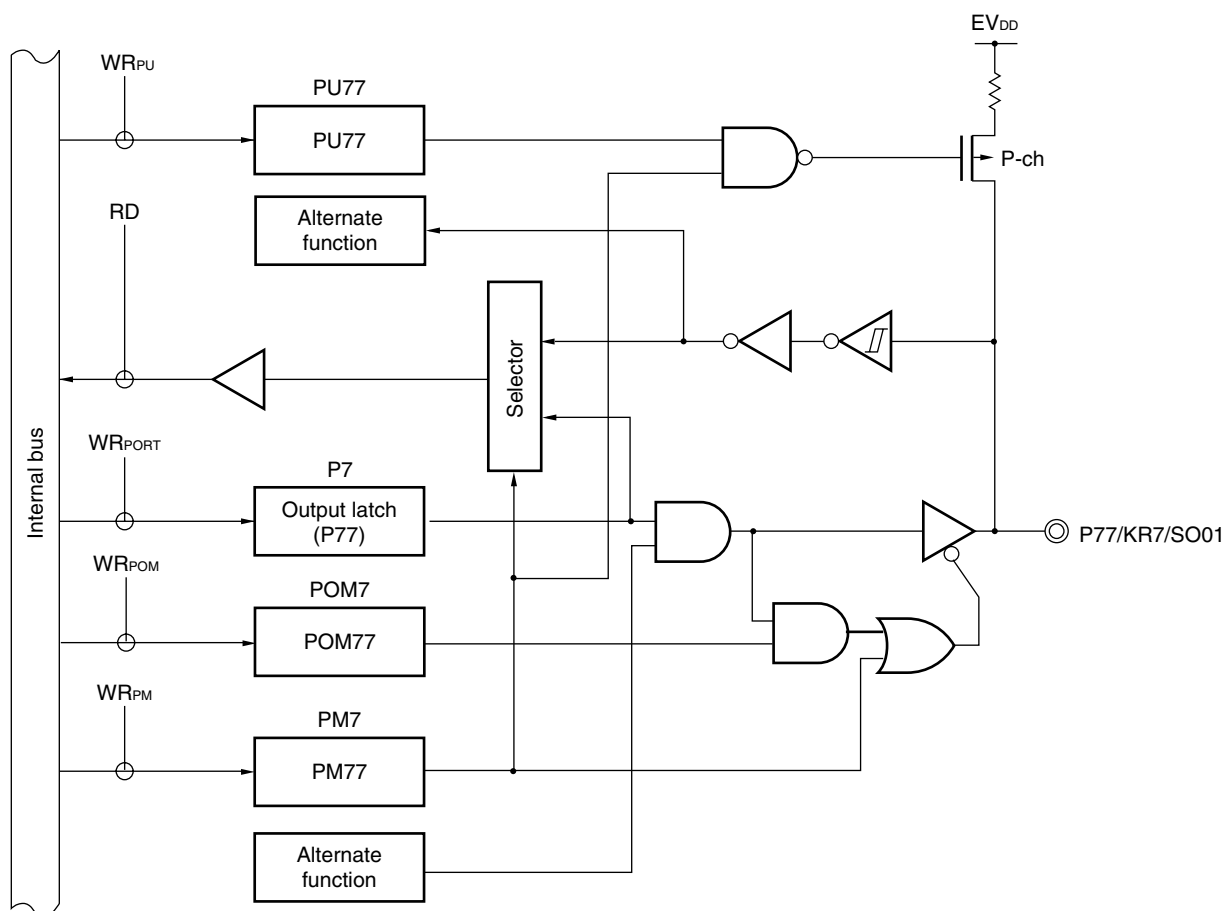 EVDD
WRPU
PU77
PU77
P-ch
RD
Alternate
function
Selector
Internal bus
WRPORT
P7
Output latch
(P77)
P77/KR7/SO01
WRPOM
POM7
POM77
WRPM
PM7
PM77
Alternate
function